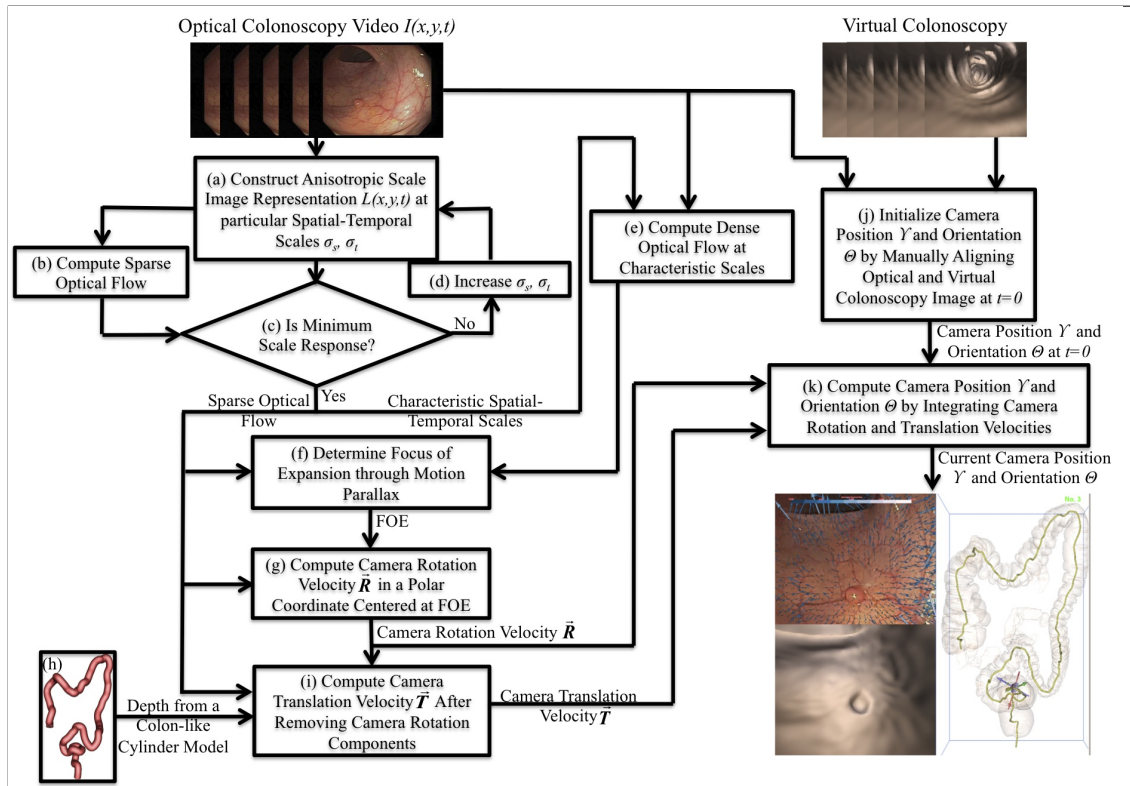 Optical Colonoscopy Video I(x,y,t)
Virtual Colonoscopy
(a) Construct Anisotropic Scale
Image Representation L(x,y,t) at
particular Spatial-Temporal
Scales σs, σt
(b) Compute Sparse
Optical Flow
(c) Is Minimum
Scale Response?
No
(d) Increase σs, σt
Yes
Sparse Optical
Flow
Characteristic Spatial-
Temporal Scales
(e) Compute Dense
Optical Flow at
Characteristic Scales
(f) Determine Focus of
Expansion through Motion
Parallax
FOE
(g) Compute Camera Rotation
Velocity R⃗ in a Polar
Coordinate Centered at FOE
Camera Rotation Velocity R⃗
(h)
Depth from a
Colon-like
Cylinder Model
(i) Compute Camera
Translation Velocity T⃗ After
Removing Camera Rotation
Components
Camera Translation
Velocity T⃗
(j) Initialize Camera
Position ϒ and Orientation
Θ by Manually Aligning
Optical and Virtual
Colonoscopy Image at t=0
Camera Position ϒ and
Orientation Θ at t=0
(k) Compute Camera Position ϒ and
Orientation Θ by Integrating Camera
Rotation and Translation Velocities
Current Camera Position
ϒ and Orientation Θ
No. 3